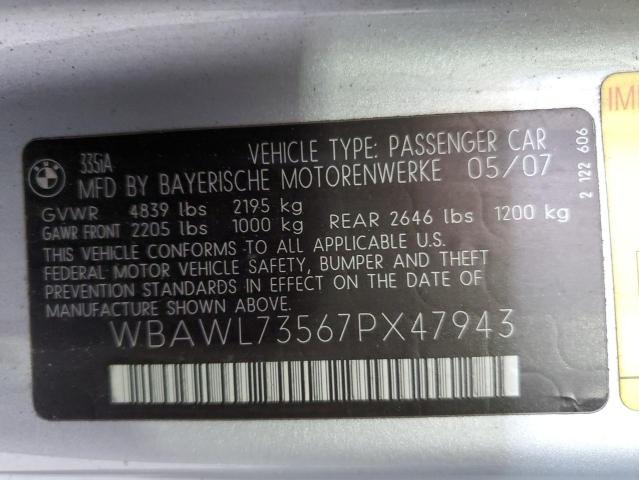 335iA
VEHICLE TYPE: PASSENGER CAR
MFD BY BAYERISCHE MOTORENWERKE 05/07
GVWR 4839 lbs 2195 kg
GAWR FRONT 2205 lbs 1000 kg REAR 2646 lbs 1200 kg
THIS VEHICLE CONFORMS TO ALL APPLICABLE U.S.
FEDERAL MOTOR VEHICLE SAFETY, BUMPER AND THEFT
PREVENTION STANDARDS IN EFFECT ON THE DATE OF
MANUFACTURE SHOWN ABOVE.
WBAWL73567PX47943
2 122 606